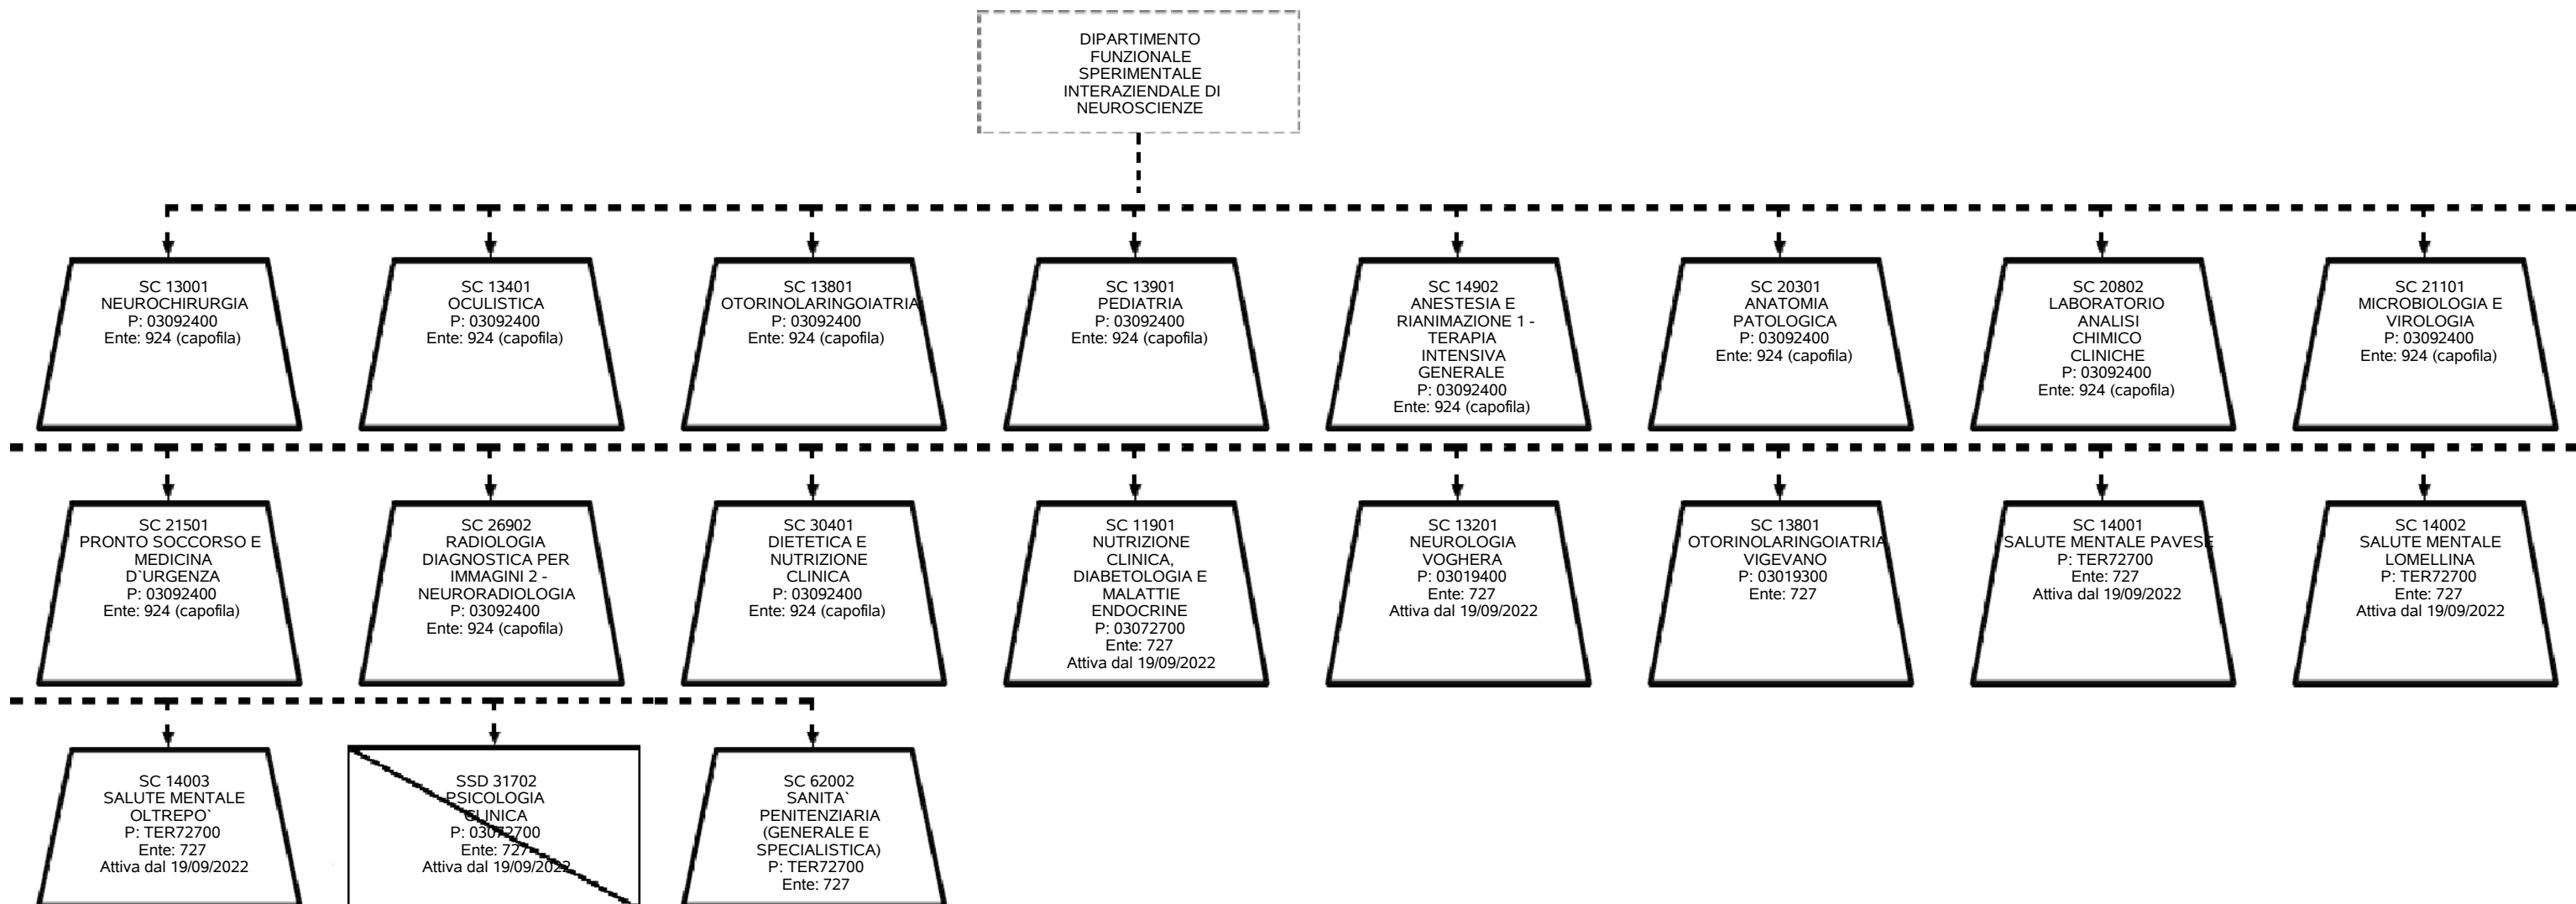 DIPARTIMENTO
FUNZIONALE
SPERIMENTALE
INTERAZIENDALE DI
NEUROSCIENZE
SC 13001
NEUROCHIRURGIA
P: 03092400
Ente: 924 (capofila)
SC 13401
OCULISTICA
P: 03092400
Ente: 924 (capofila)
SC 13801
OTORINOLARINGOIATRIA
P: 03092400
Ente: 924 (capofila)
SC 13901
PEDIATRIA
P: 03092400
Ente: 924 (capofila)
SC 14902
ANESTESIA E
RIANIMAZIONE 1 -
TERAPIA
INTENSIVA
GENERALE
P: 03092400
Ente: 924 (capofila)
SC 20301
ANATOMIA
PATOLOGICA
P: 03092400
Ente: 924 (capofila)
SC 20802
LABORATORIO
ANALISI
CHIMICO
CLINICHE
P: 03092400
Ente: 924 (capofila)
SC 21101
MICROBIOLOGIA E
VIROLOGIA
P: 03092400
Ente: 924 (capofila)
SC 21501
PRONTO SOCCORSO E
MEDICINA
D`URGENZA
P: 03092400
Ente: 924 (capofila)
SC 26902
RADIOLOGIA
DIAGNOSTICA PER
IMMAGINI 2 -
NEURORADIOLOGIA
P: 03092400
Ente: 924 (capofila)
SC 30401
DIETETICA E
NUTRIZIONE
CLINICA
P: 03092400
Ente: 924 (capofila)
SC 11901
NUTRIZIONE
CLINICA,
DIABETOLOGIA E
MALATTIE
ENDOCRINE
P: 03072700
Ente: 727
Attiva dal 19/09/2022
SC 13201
NEUROLOGIA
VOGHERA
P: 03019400
Ente: 727
Attiva dal 19/09/2022
SC 13801
OTORINOLARINGOIATRIA
VIGEVANO
P: 03019300
Ente: 727
SC 14001
SALUTE MENTALE PAVESE
P: TER72700
Ente: 727
Attiva dal 19/09/2022
SC 14002
SALUTE MENTALE
LOMELLINA
P: TER72700
Ente: 727
Attiva dal 19/09/2022
SC 14003
SALUTE MENTALE
OLTREPO`
P: TER72700
Ente: 727
Attiva dal 19/09/2022
SSD 31702
PSICOLOGIA
CLINICA
P: 03072700
Ente: 727
Attiva dal 19/09/2022
SC 62002
SANITA`
PENITENZIARIA
(GENERALE E
SPECIALISTICA)
P: TER72700
Ente: 727